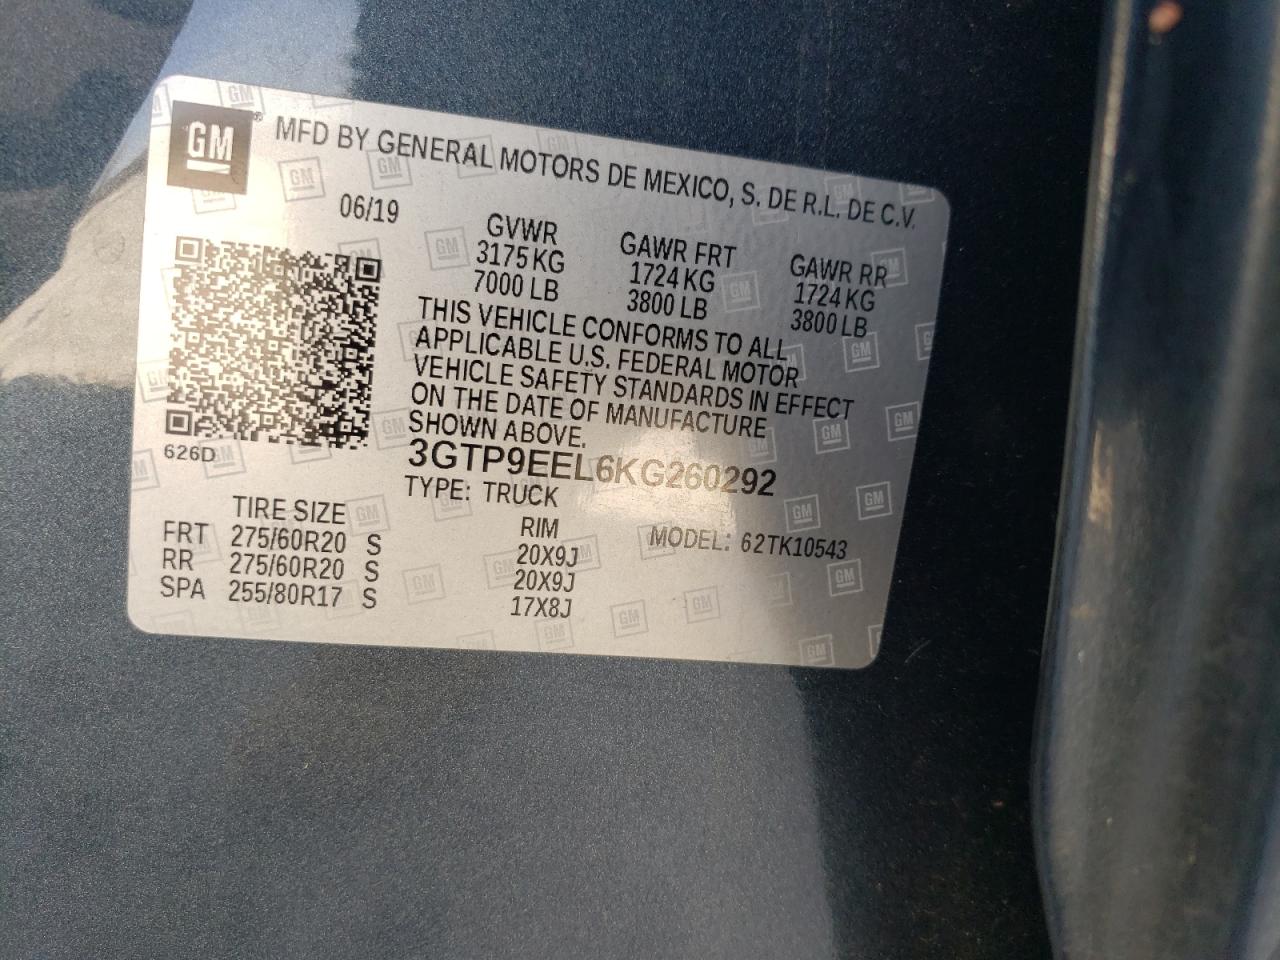 GM ® MFD BY GENERAL MOTORS DE MEXICO, S. DE R.L. DE C.V.
06/19
GVWR GAWR FRT GAWR RR
3175 KG 1724 KG 1724 KG
7000 LB 3800 LB 3800 LB
THIS VEHICLE CONFORMS TO ALL
APPLICABLE U.S. FEDERAL MOTOR
VEHICLE SAFETY STANDARDS IN EFFECT
ON THE DATE OF MANUFACTURE
SHOWN ABOVE.
626D
3GTP9EEL6KG260292
TYPE: TRUCK
TIRE SIZE RIM MODEL: 62TK10543
FRT 275/60R20 S 20X9J
RR 275/60R20 S 20X9J
SPA 255/80R17 S 17X8J